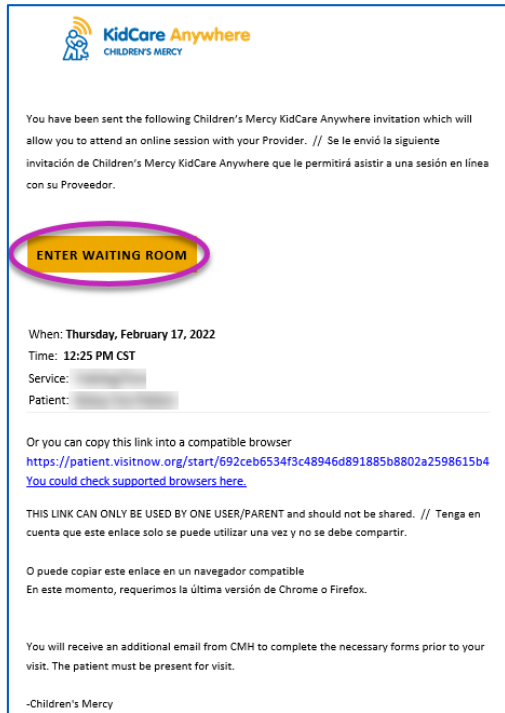 KidCare Anywhere
CHILDREN'S MERCY
You have been sent the following Children's Mercy KidCare Anywhere invitation which will
allow you to attend an online session with your Provider. // Se le envió la siguiente
invitación de Children's Mercy KidCare Anywhere que le permitirá asistir a una sesión en línea
con su Proveedor.
ENTER WAITING ROOM
When: Thursday, February 17, 2022
Time: 12:25 PM CST
Service:
Patient:
Or you can copy this link into a compatible browser
https://patient.visitnow.org/start/692ceb6534f3c48946d891885b8802a2598615b4
You could check supported browsers here.
THIS LINK CAN ONLY BE USED BY ONE USER/PARENT and should not be shared. // Tenga en
cuenta que este enlace solo se puede utilizar una vez y no se debe compartir.
O puede copiar este enlace en un navegador compatible
En este momento, requerimos la última versión de Chrome o Firefox.
You will receive an additional email from CMH to complete the necessary forms prior to your
visit. The patient must be present for visit.
-Children's Mercy